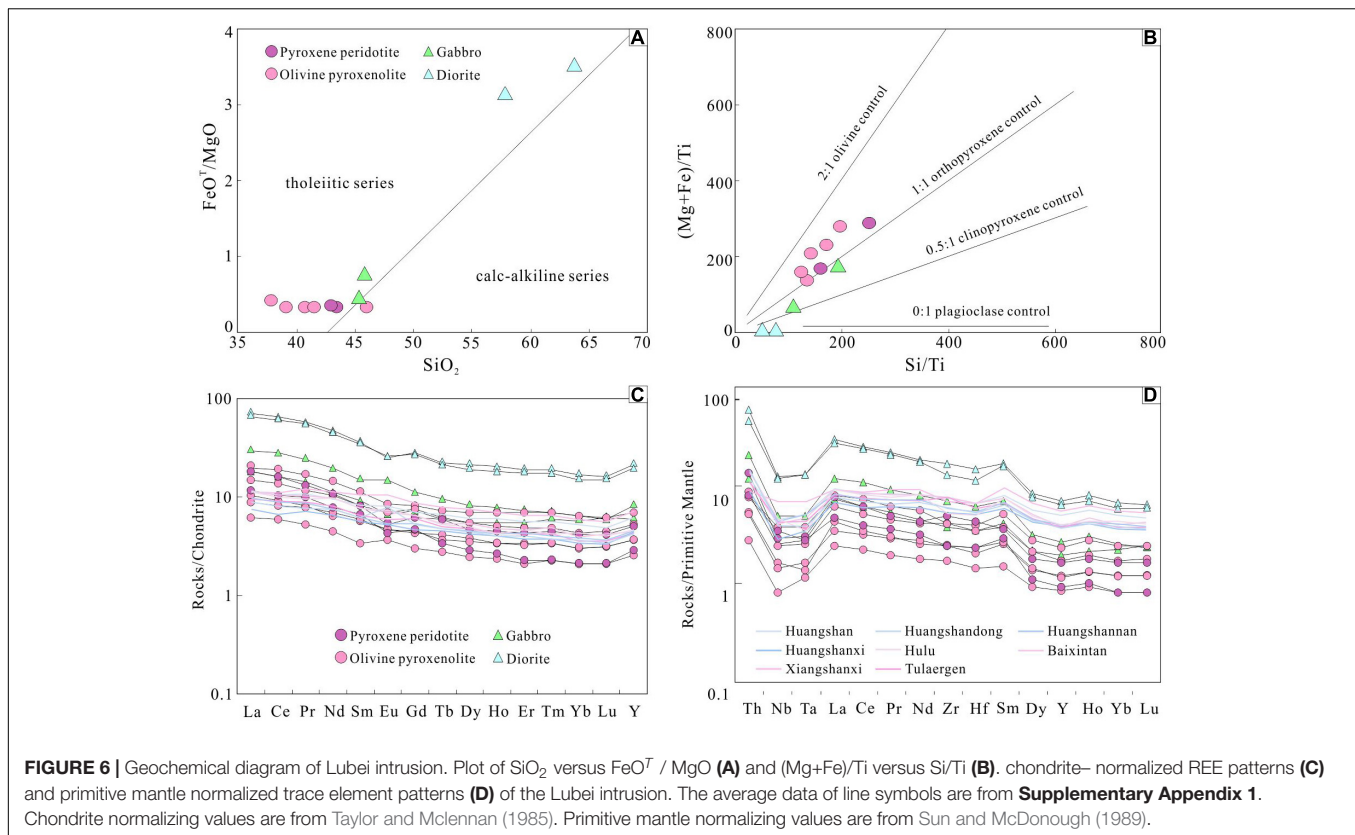 A
4
3
2
1
0
FeO^T/MgO
Pyroxene peridotite
Gabbro
Olivine pyroxenolite
Diorite
tholeiitic series
calc-alkiline series
35
40
45
50
55
60
65
70
SiO₂
B
800
600
400
200
0
(Mg+Fe)/Ti
2:1 olivine control
1:1 orthopyroxene control
0.5:1 clinopyroxene control
0:1 plagioclase control
0
200
400
600
800
Si/Ti
C
100
10
1
0.1
Rocks/Chondrite
Pyroxene peridotite
Gabbro
Olivine pyroxenolite
Diorite
La Ce Pr Nd Sm Eu Gd Tb Dy Ho Er Tm Yb Lu Y
D
100
10
1
0.1
Rocks/Primitive Mantle
Huangshan
Huangshandong
Huangshannan
Huangshanxi
Hulu
Baixintan
Xiangshanxi
Tulaergen
Th Nb Ta La Ce Pr Nd Zr Hf Sm Dy Y Ho Yb Lu
FIGURE 6 | Geochemical diagram of Lubei intrusion. Plot of SiO₂ versus FeO^T / MgO (A) and (Mg+Fe)/Ti versus Si/Ti (B). chondrite– normalized REE patterns (C)
and primitive mantle normalized trace element patterns (D) of the Lubei intrusion. The average data of line symbols are from Supplementary Appendix 1.
Chondrite normalizing values are from Taylor and Mclennan (1985). Primitive mantle normalizing values are from Sun and McDonough (1989).